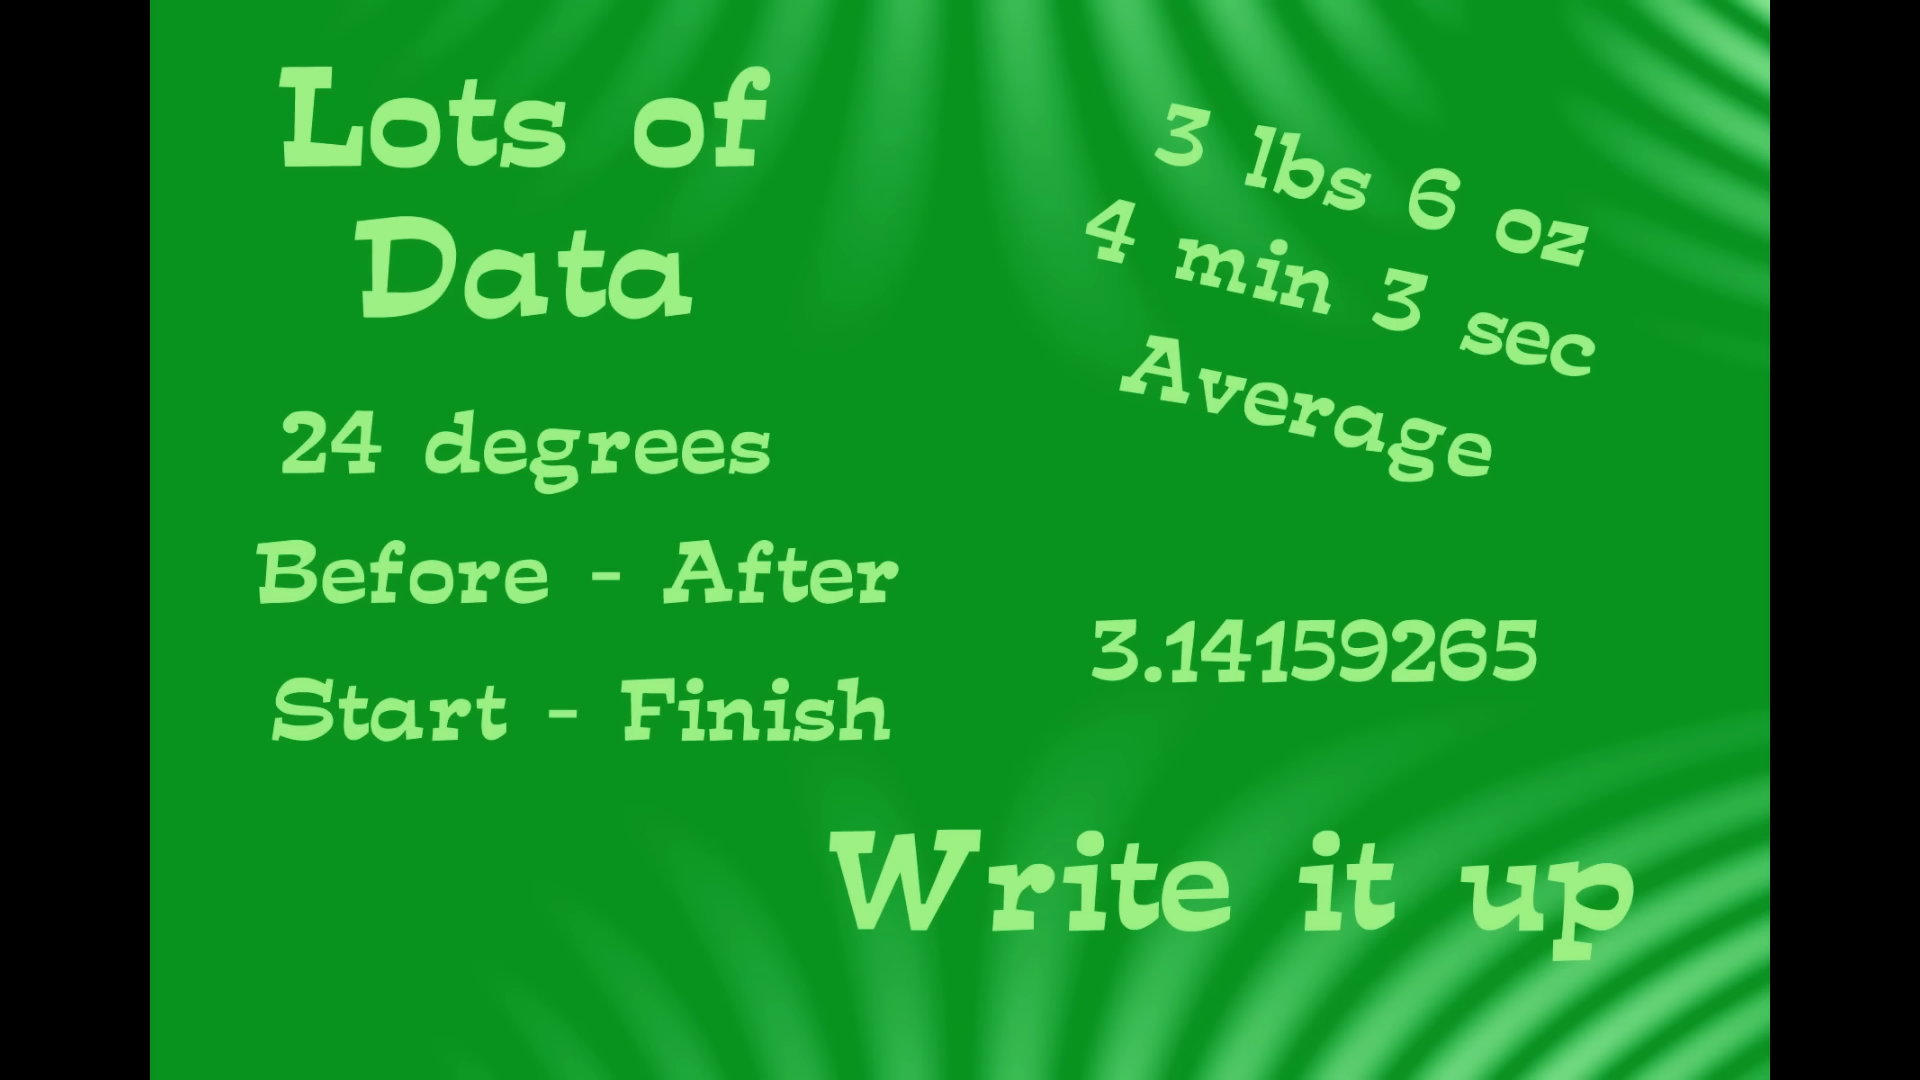 Lots of
Data
24 degrees
Before - After
Start - Finish
3 lbs 6 oz
4 min 3 sec
Average
3.14159265
Write it up